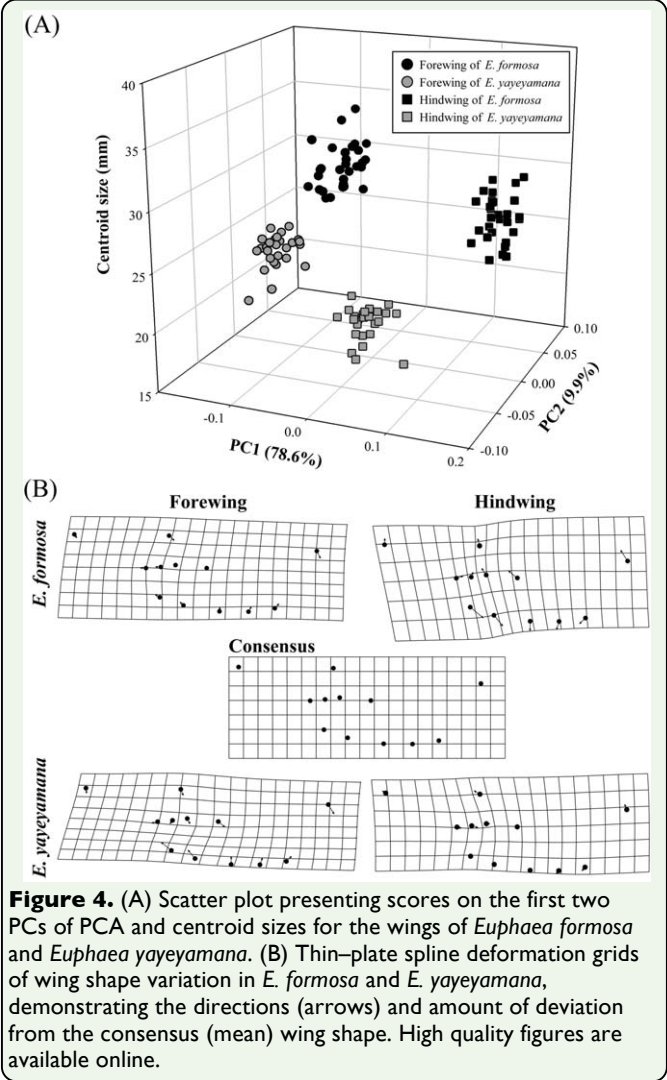 (A)
Forewing of E. formosa
Forewing of E. yayeyamana
Hindwing of E. formosa
Hindwing of E. yayeyamana
40
35
30
25
20
15
Centroid size (mm)
-0.1
0.0
0.1
0.2
PC1 (78.6%)
0.10
0.05
0.00
-0.05
-0.10
PC2 (9.9%)
(B)
Forewing
Hindwing
E. formosa
Consensus
E. yayeyamana
Figure 4. (A) Scatter plot presenting scores on the first two
PCs of PCA and centroid sizes for the wings of Euphaea formosa
and Euphaea yayeyamana. (B) Thin–plate spline deformation grids
of wing shape variation in E. formosa and E. yayeyamana,
demonstrating the directions (arrows) and amount of deviation
from the consensus (mean) wing shape. High quality figures are
available online.